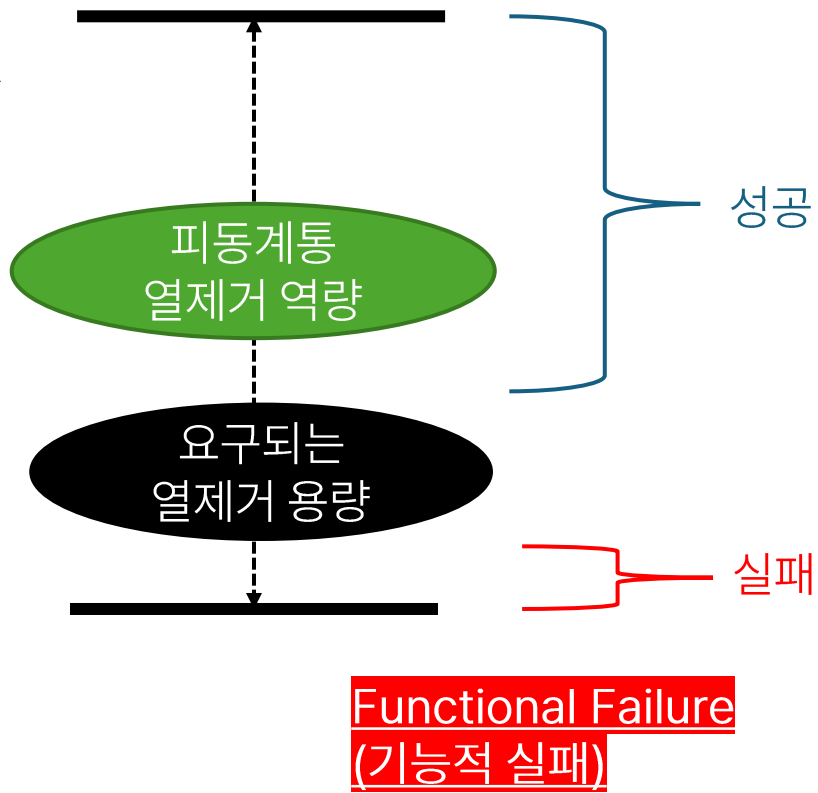 피동계통
열제거 역량
성공
요구되는
열제거 용량
실패
Functional Failure
(기능적 실패)